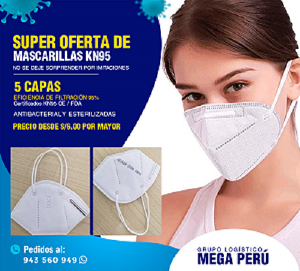 SUPER OFERTA DE
MASCARILLAS KN95
NO SE DEJE SORPRENDER POR IMITACIONES
5 CAPAS
EFICIENCIA DE FILTRACIÓN 95%
Certificados KN95 CE / FDA
ANTIBACTERIAL Y ESTERILIZADAS
PRECIO DESDE S/6.00 POR MAYOR
Pedidos al:
943 560 949
GRUPO LOGÍSTICO
MEGA PERÚ